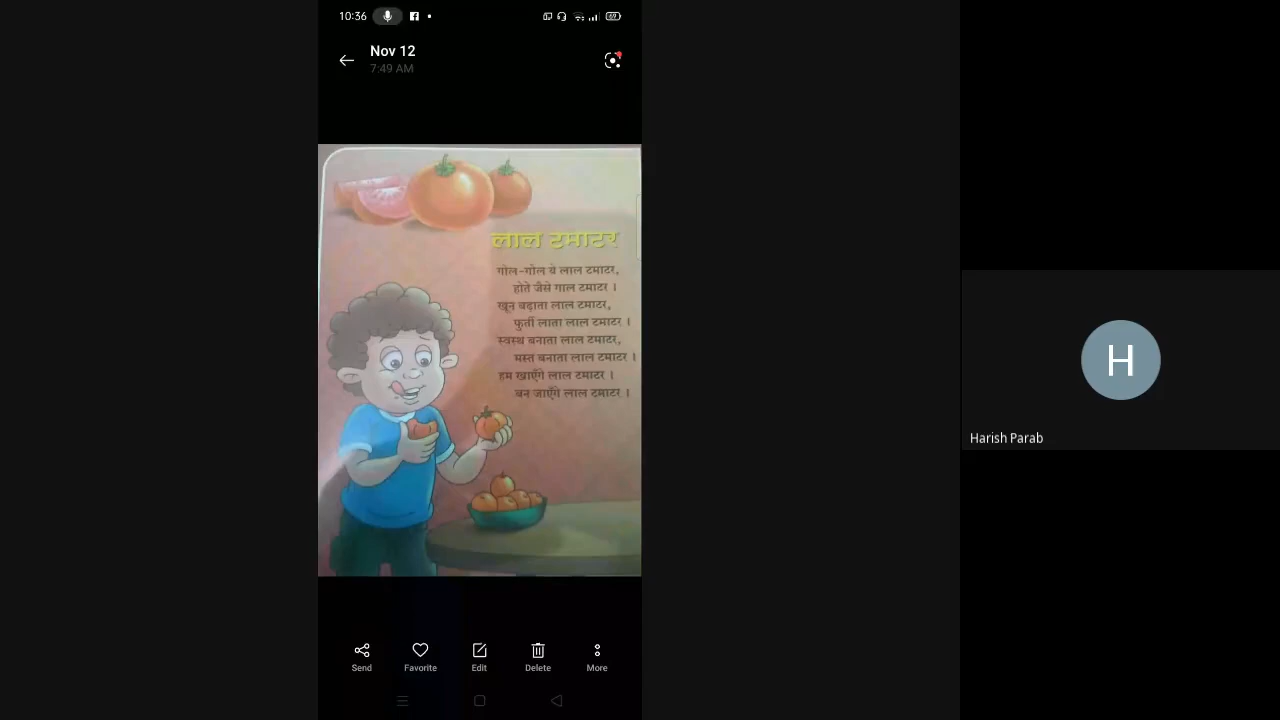 10:36
Nov 12
7:49 AM
लाल टमाटर
गोल-गोल ये लाल टमाटर,
होते जैसे गाल टमाटर ।
खून बढ़ाता लाल टमाटर,
फुर्ती लाता लाल टमाटर ।
स्वस्थ बनाता लाल टमाटर,
मस्त बनाता लाल टमाटर ।
हम खाएँगे लाल टमाटर ।
बन जाएँगे लाल टमाटर ।
H
Harish Parab
Send Favorite Edit Delete More